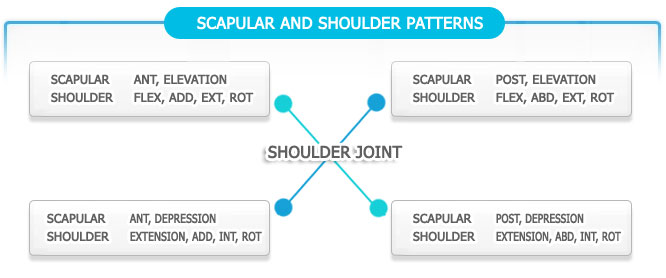 SCAPULAR AND SHOULDER PATTERNS
SCAPULAR ANT, ELEVATION
SHOULDER FLEX, ADD, EXT, ROT
SCAPULAR POST, ELEVATION
SHOULDER FLEX, ABD, EXT, ROT
SHOULDER JOINT
SCAPULAR ANT, DEPRESSION
SHOULDER EXTENSION, ADD, INT, ROT
SCAPULAR POST, DEPRESSION
SHOULDER EXTENSION, ABD, INT, ROT